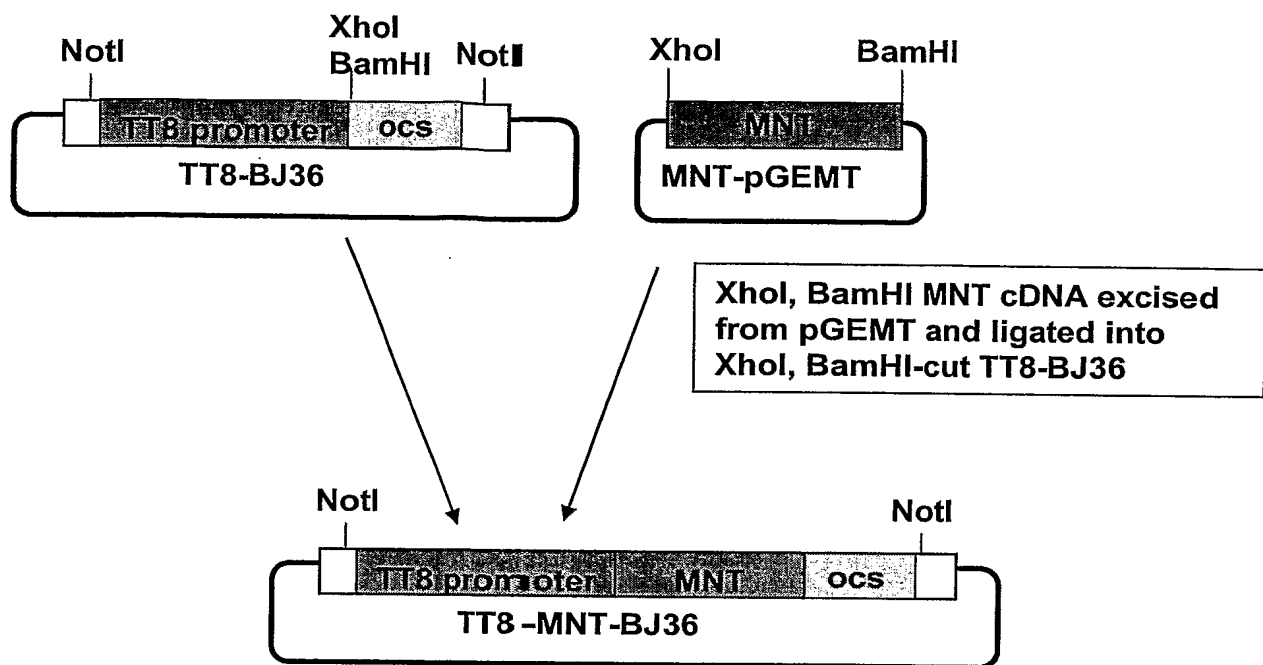 XhoI
NotI
BamHI
NotI
XhoI
BamHI
TT8 promoter
ocs
MNT
TT8-BJ36
MNT-pGEMT
XhoI, BamHI MNT cDNA excised
from pGEMT and ligated into
XhoI, BamHI-cut TT8-BJ36
NotI
NotI
TT8 promoter
MNT
ocs
TT8-MNT-BJ36